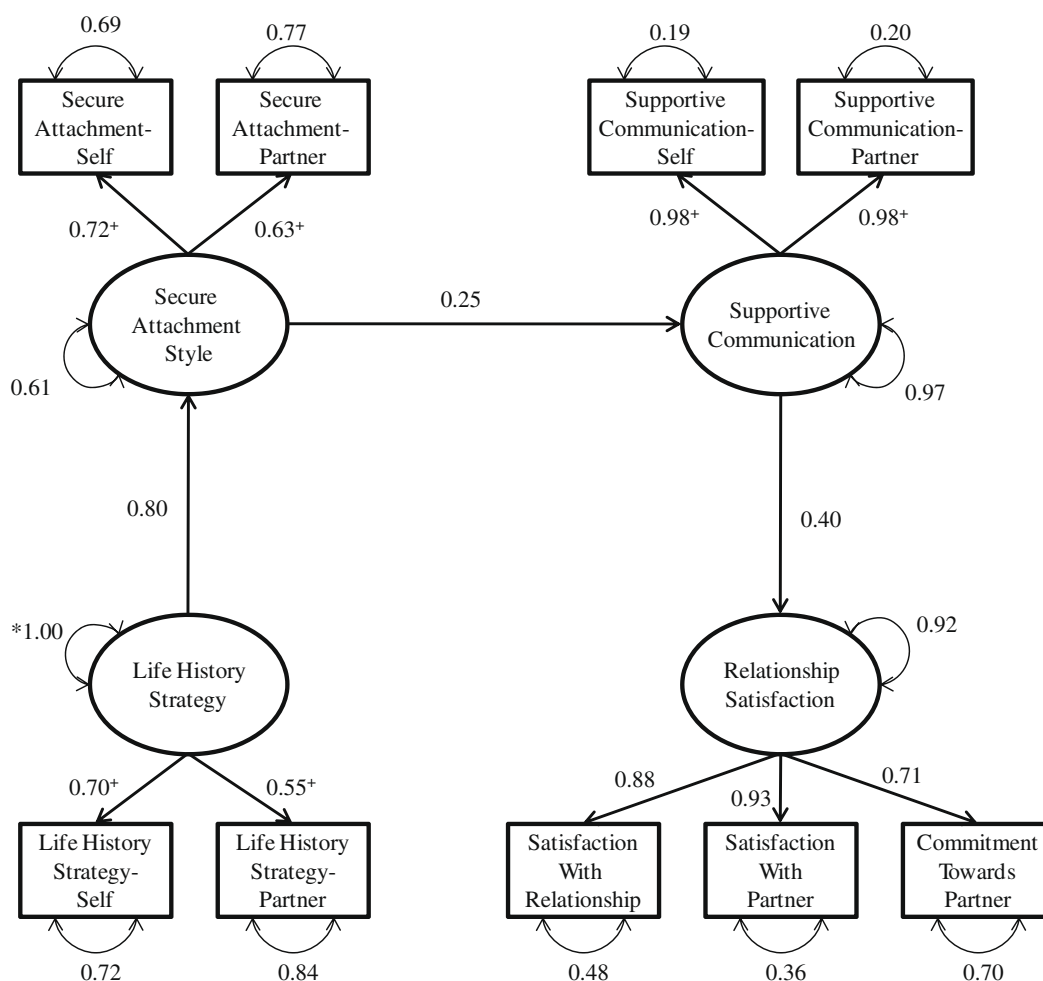 0.69
0.77
0.19
0.20
Secure
Attachment-
Self
Secure
Attachment-
Partner
Supportive
Communication-
Self
Supportive
Communication-
Partner
0.72+
0.63+
0.98+
0.98+
Secure
Attachment
Style
0.25
Supportive
Communication
0.61
0.97
0.80
0.40
*1.00
0.92
Life History
Strategy
Relationship
Satisfaction
0.70+
0.55+
0.88
0.93
0.71
Life History
Strategy-
Self
Life History
Strategy-
Partner
Satisfaction
With
Relationship
Satisfaction
With
Partner
Commitment
Towards
Partner
0.72
0.84
0.48
0.36
0.70